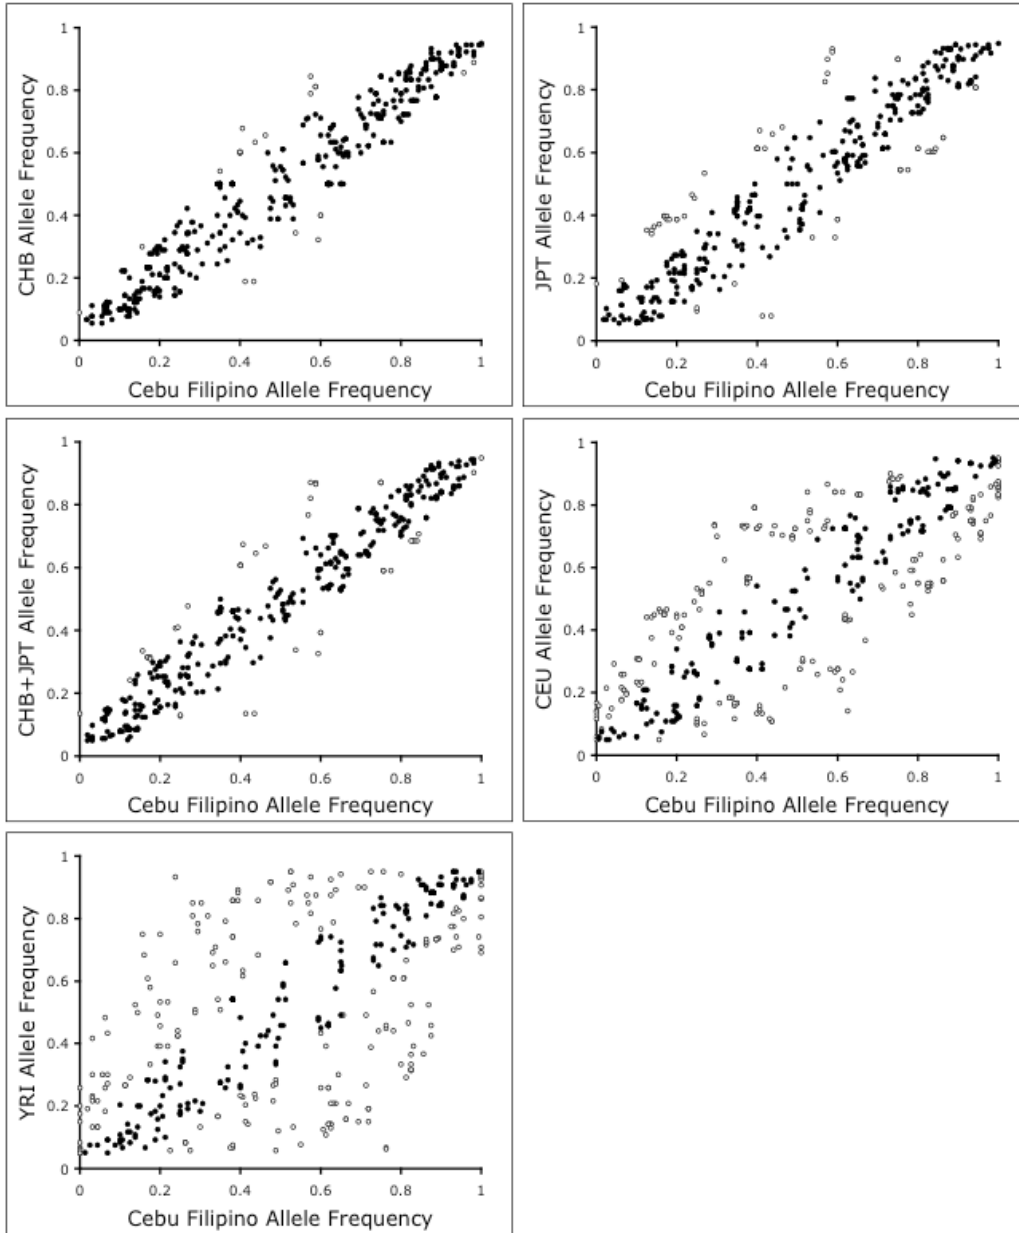 CHB Allele Frequency
1
0.8
0.6
0.4
0.2
0
0 0.2 0.4 0.6 0.8 1
Cebu Filipino Allele Frequency
JPT Allele Frequency
1
0.8
0.6
0.4
0.2
0
0 0.2 0.4 0.6 0.8 1
Cebu Filipino Allele Frequency
CHB+JPT Allele Frequency
1
0.8
0.6
0.4
0.2
0
0 0.2 0.4 0.6 0.8 1
Cebu Filipino Allele Frequency
CEU Allele Frequency
1
0.8
0.6
0.4
0.2
0
0 0.2 0.4 0.6 0.8 1
Cebu Filipino Allele Frequency
YRI Allele Frequency
1
0.8
0.6
0.4
0.2
0
0 0.2 0.4 0.6 0.8 1
Cebu Filipino Allele Frequency